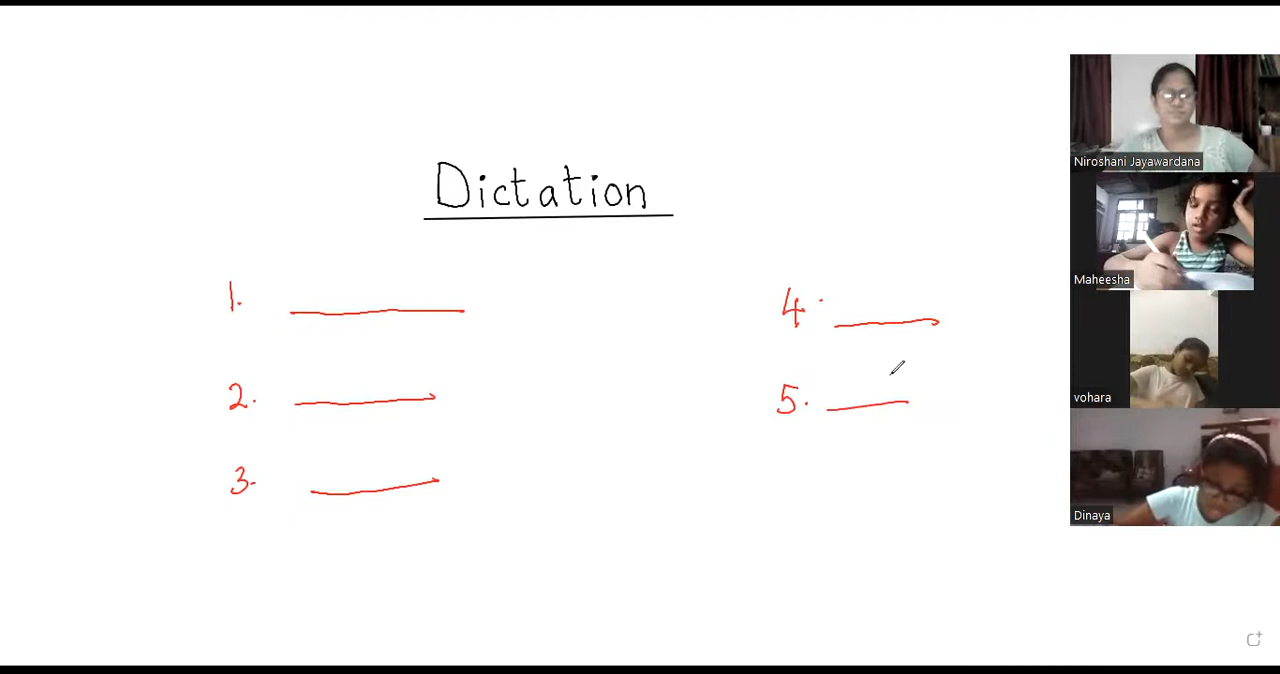 Dictation
1.
2.
3.
4.
5.
Niroshani Jayawardana
Maheesha
vohara
Dinaya